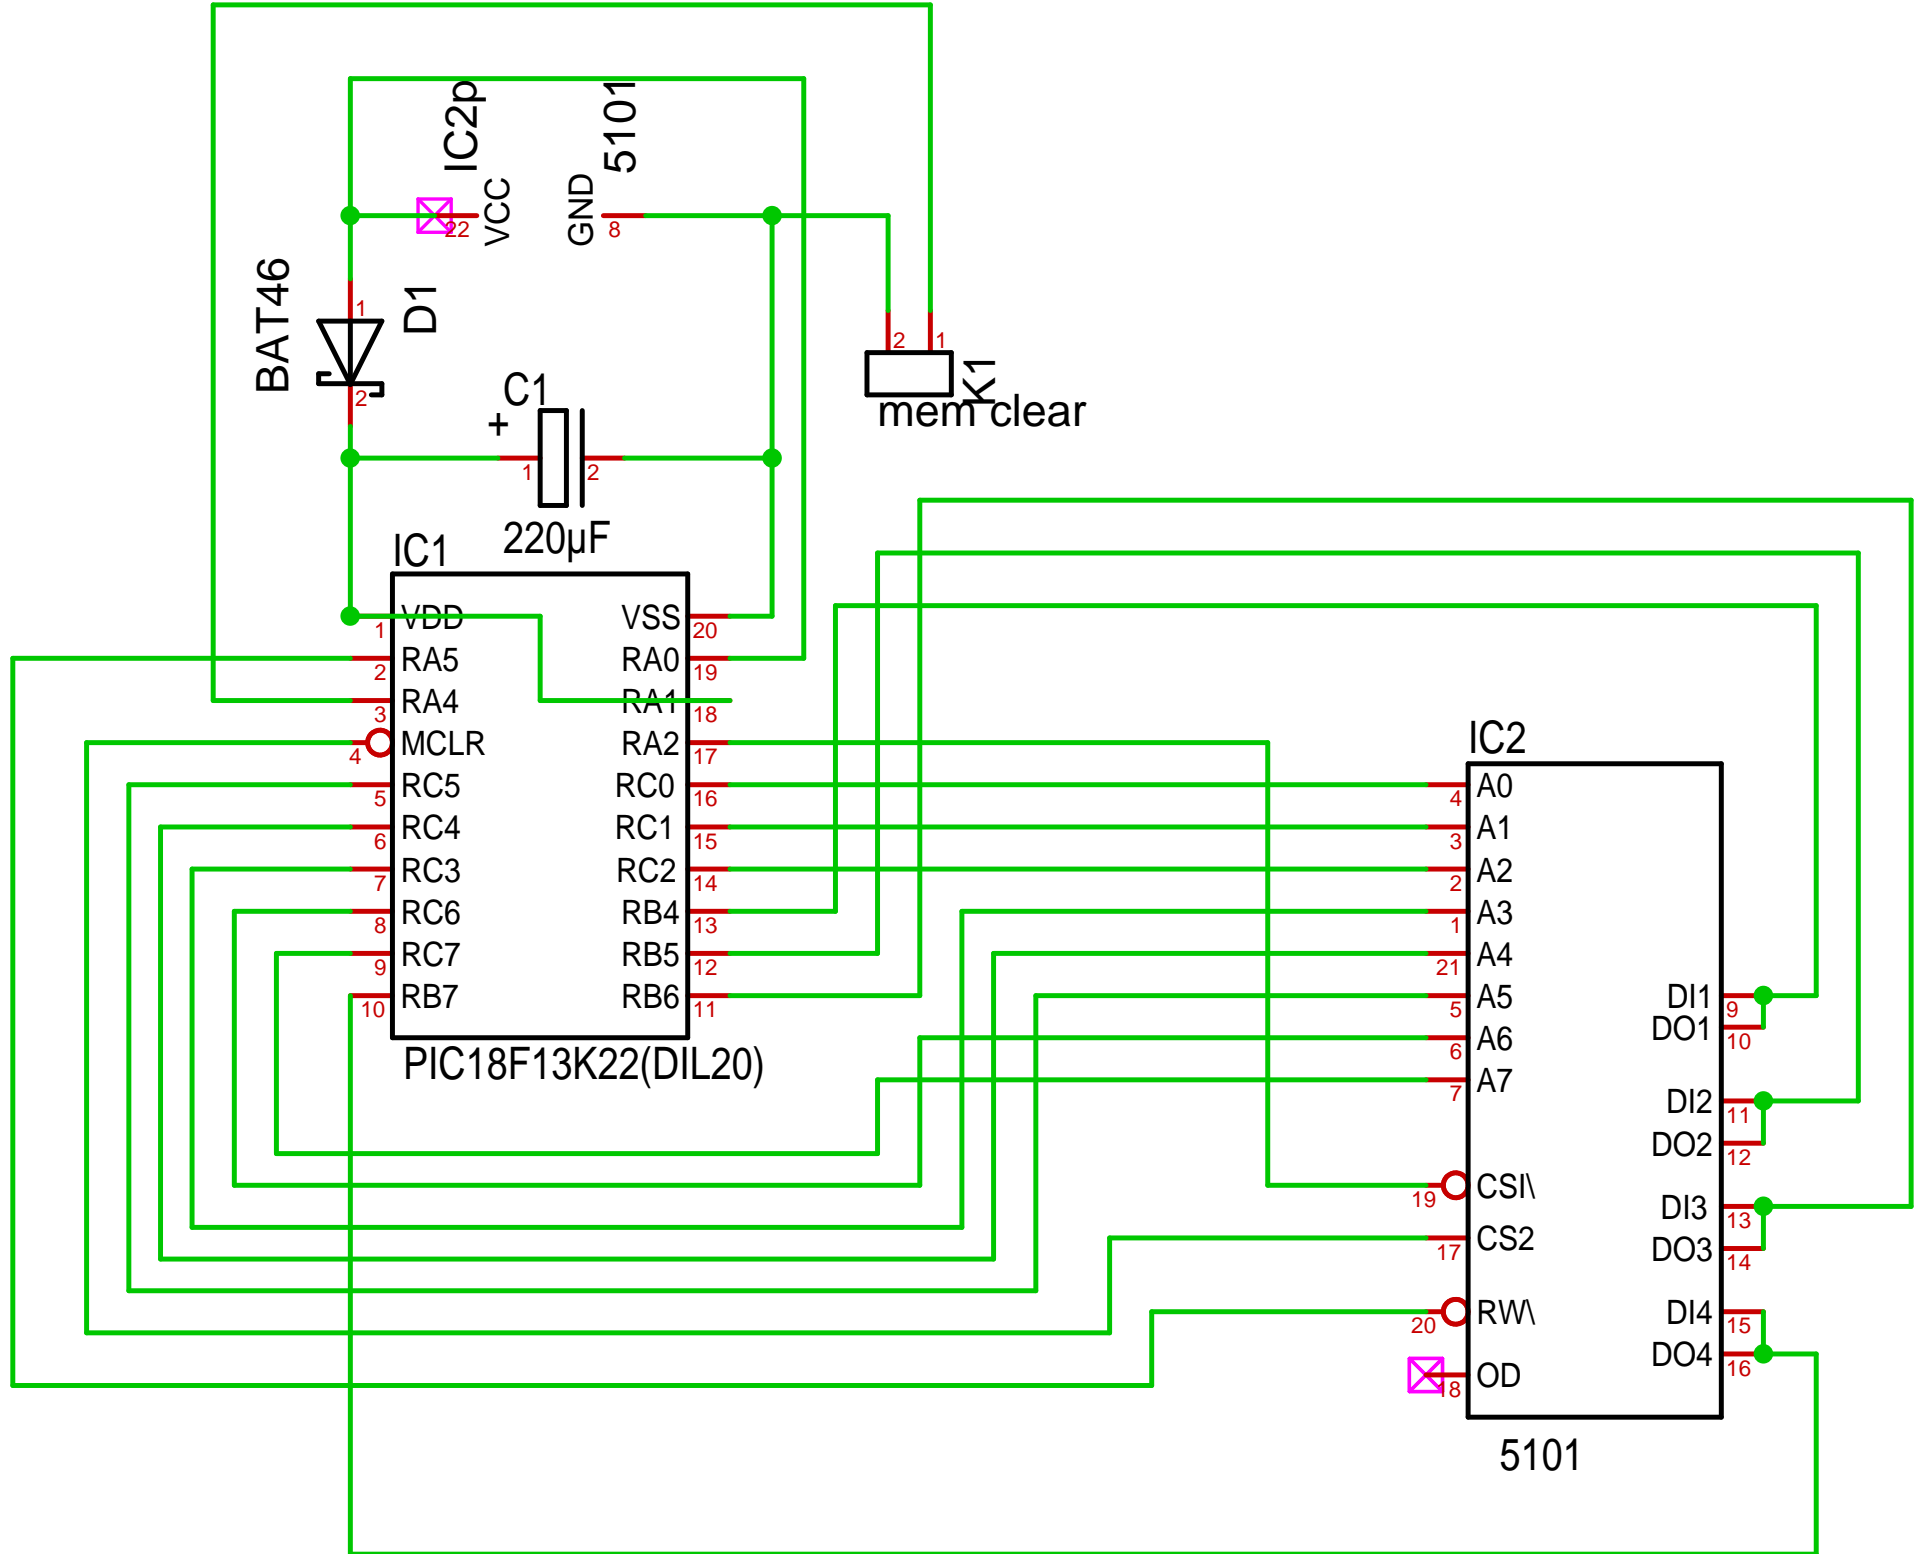 IC2p
5101
22
VCC
GND
8
BAT46
D1
1
2
C1
+
1
2
220µF
2
1
K1
mem clear
IC1
VDD
VSS
1
20
RA5
RA0
2
19
RA4
RA1
3
18
MCLR
RA2
4
17
RC5
RC0
5
16
RC4
RC1
6
15
RC3
RC2
7
14
RC6
RB4
8
13
RC7
RB5
9
12
RB7
RB6
10
11
PIC18F13K22(DIL20)
IC2
A0
4
A1
3
A2
2
A3
1
A4
21
A5
5
A6
6
A7
7
CSI\
19
CS2
17
RW\
20
OD
18
DI1
9
DO1
10
DI2
11
DO2
12
DI3
13
DO3
14
DI4
15
DO4
16
5101